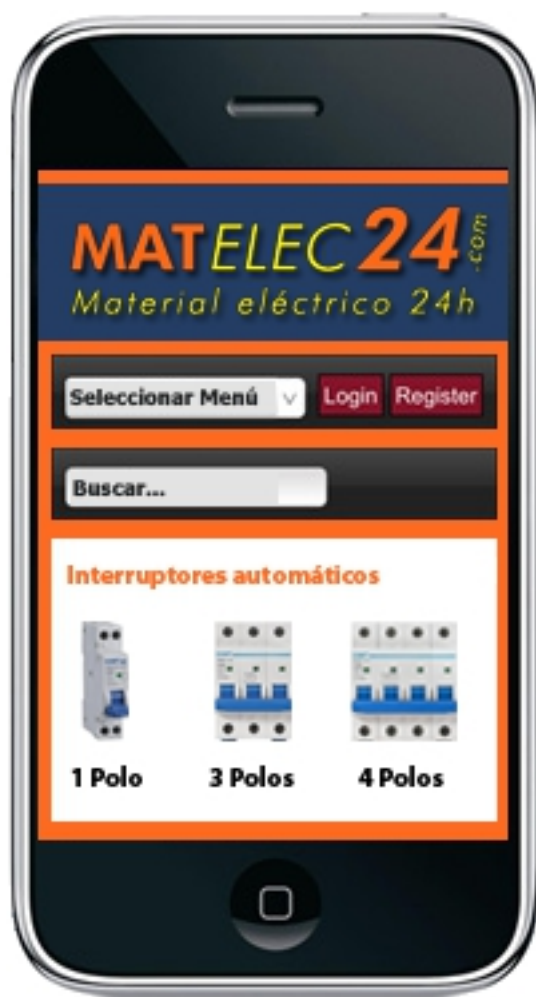 MATELEC24.com
Material eléctrico 24h
Seleccionar Menú Login Register
Buscar...
Interruptores automáticos
1 Polo 3 Polos 4 Polos